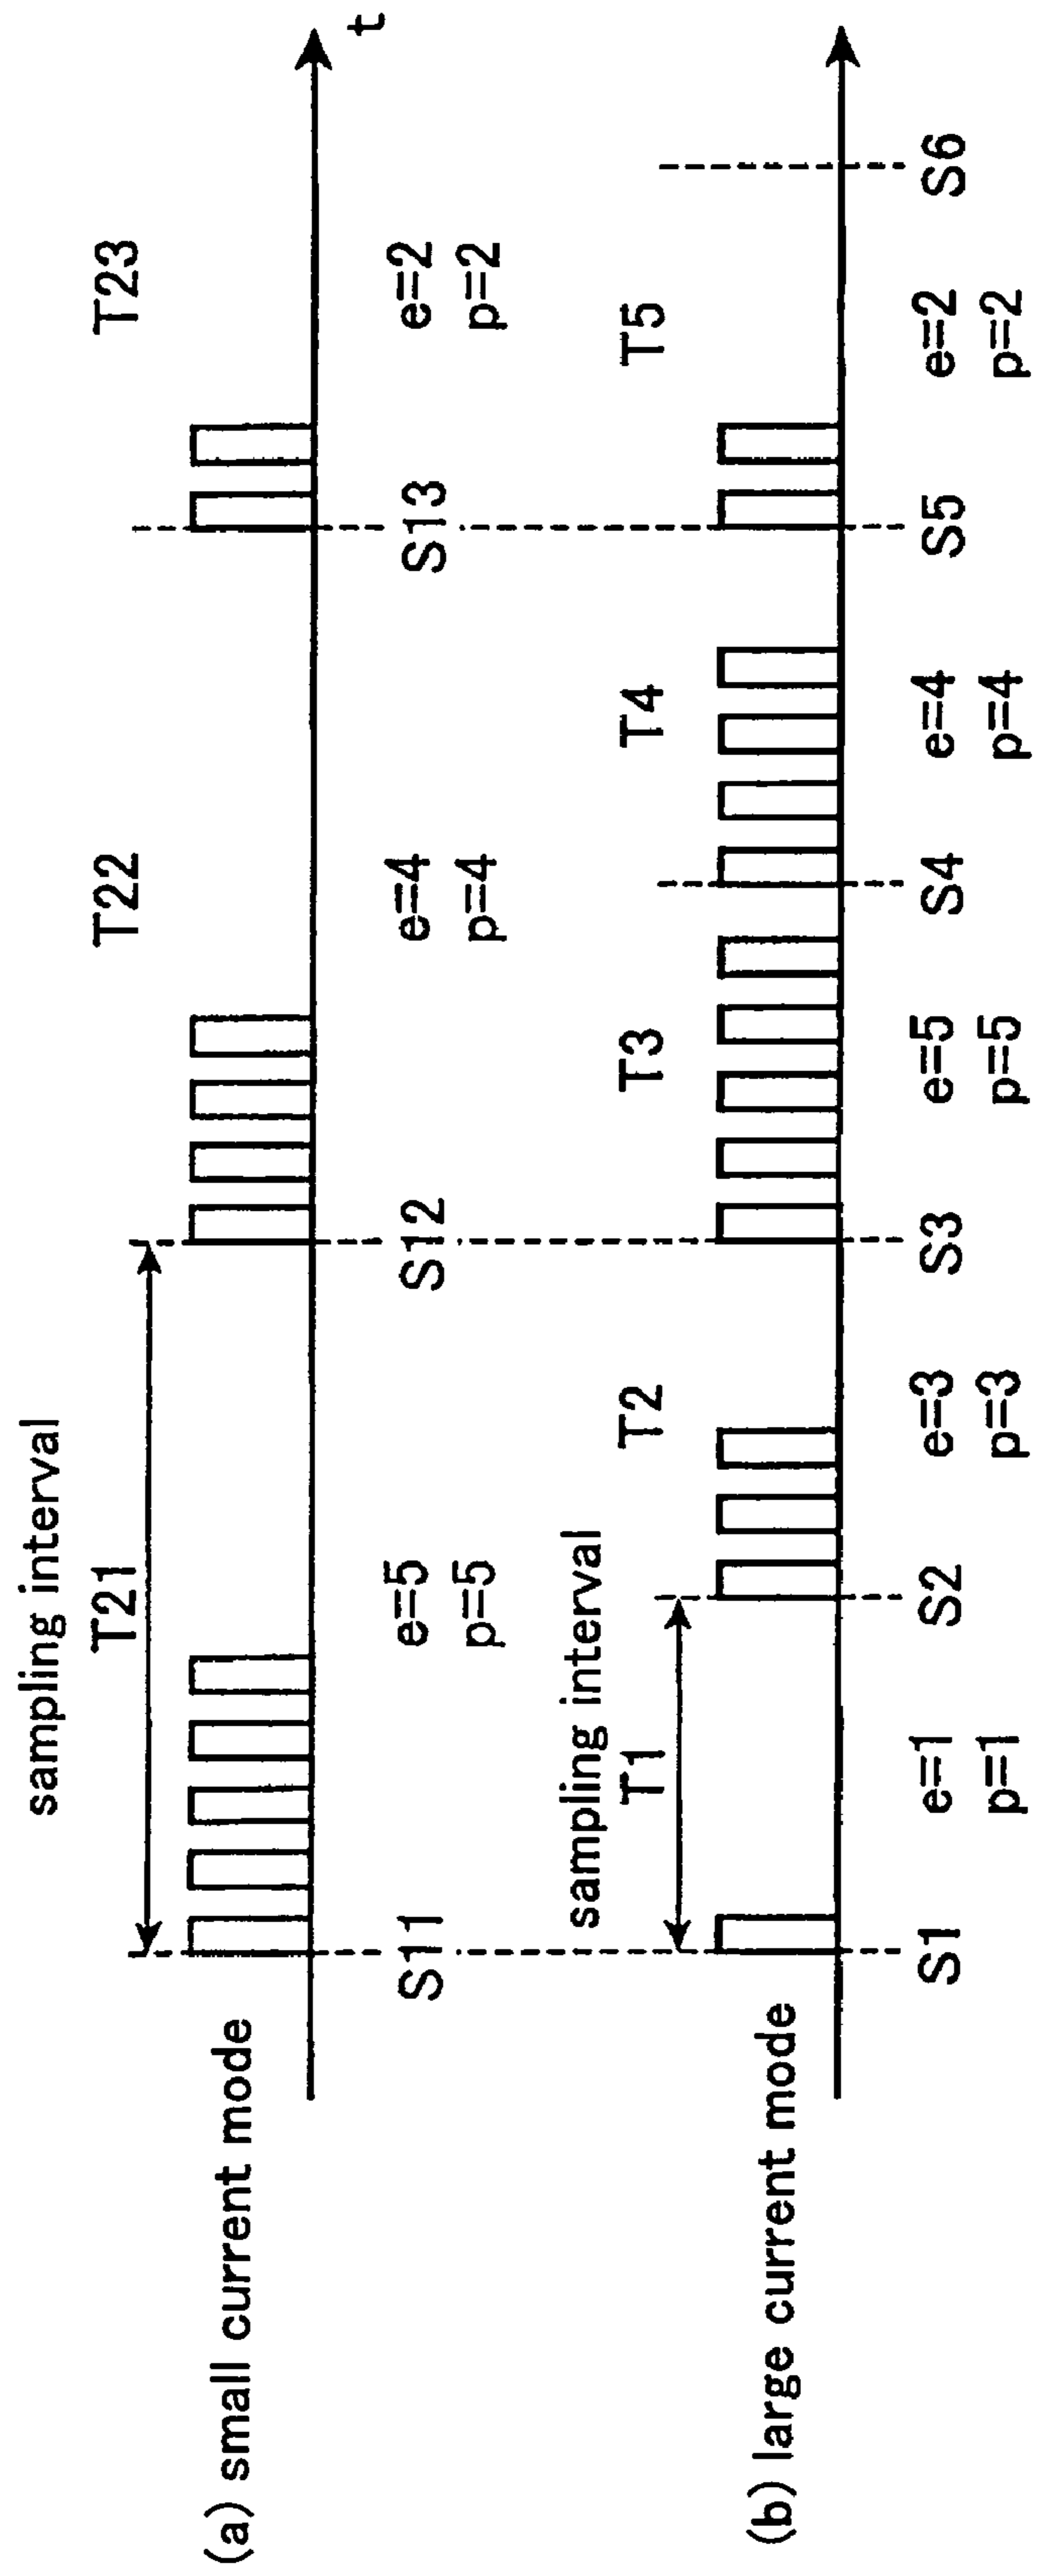 sampling interval
T21
T22
T23
(a) small current mode
t
S11
e=5
p=5
S12
e=4
p=4
S13
e=2
p=2
sampling interval
T1
T2
T3
T4
T5
(b) large current mode
S1
e=1
p=1
S2
e=3
p=3
S3
e=5
p=5
S4
e=4
p=4
S5
e=2
p=2
S6